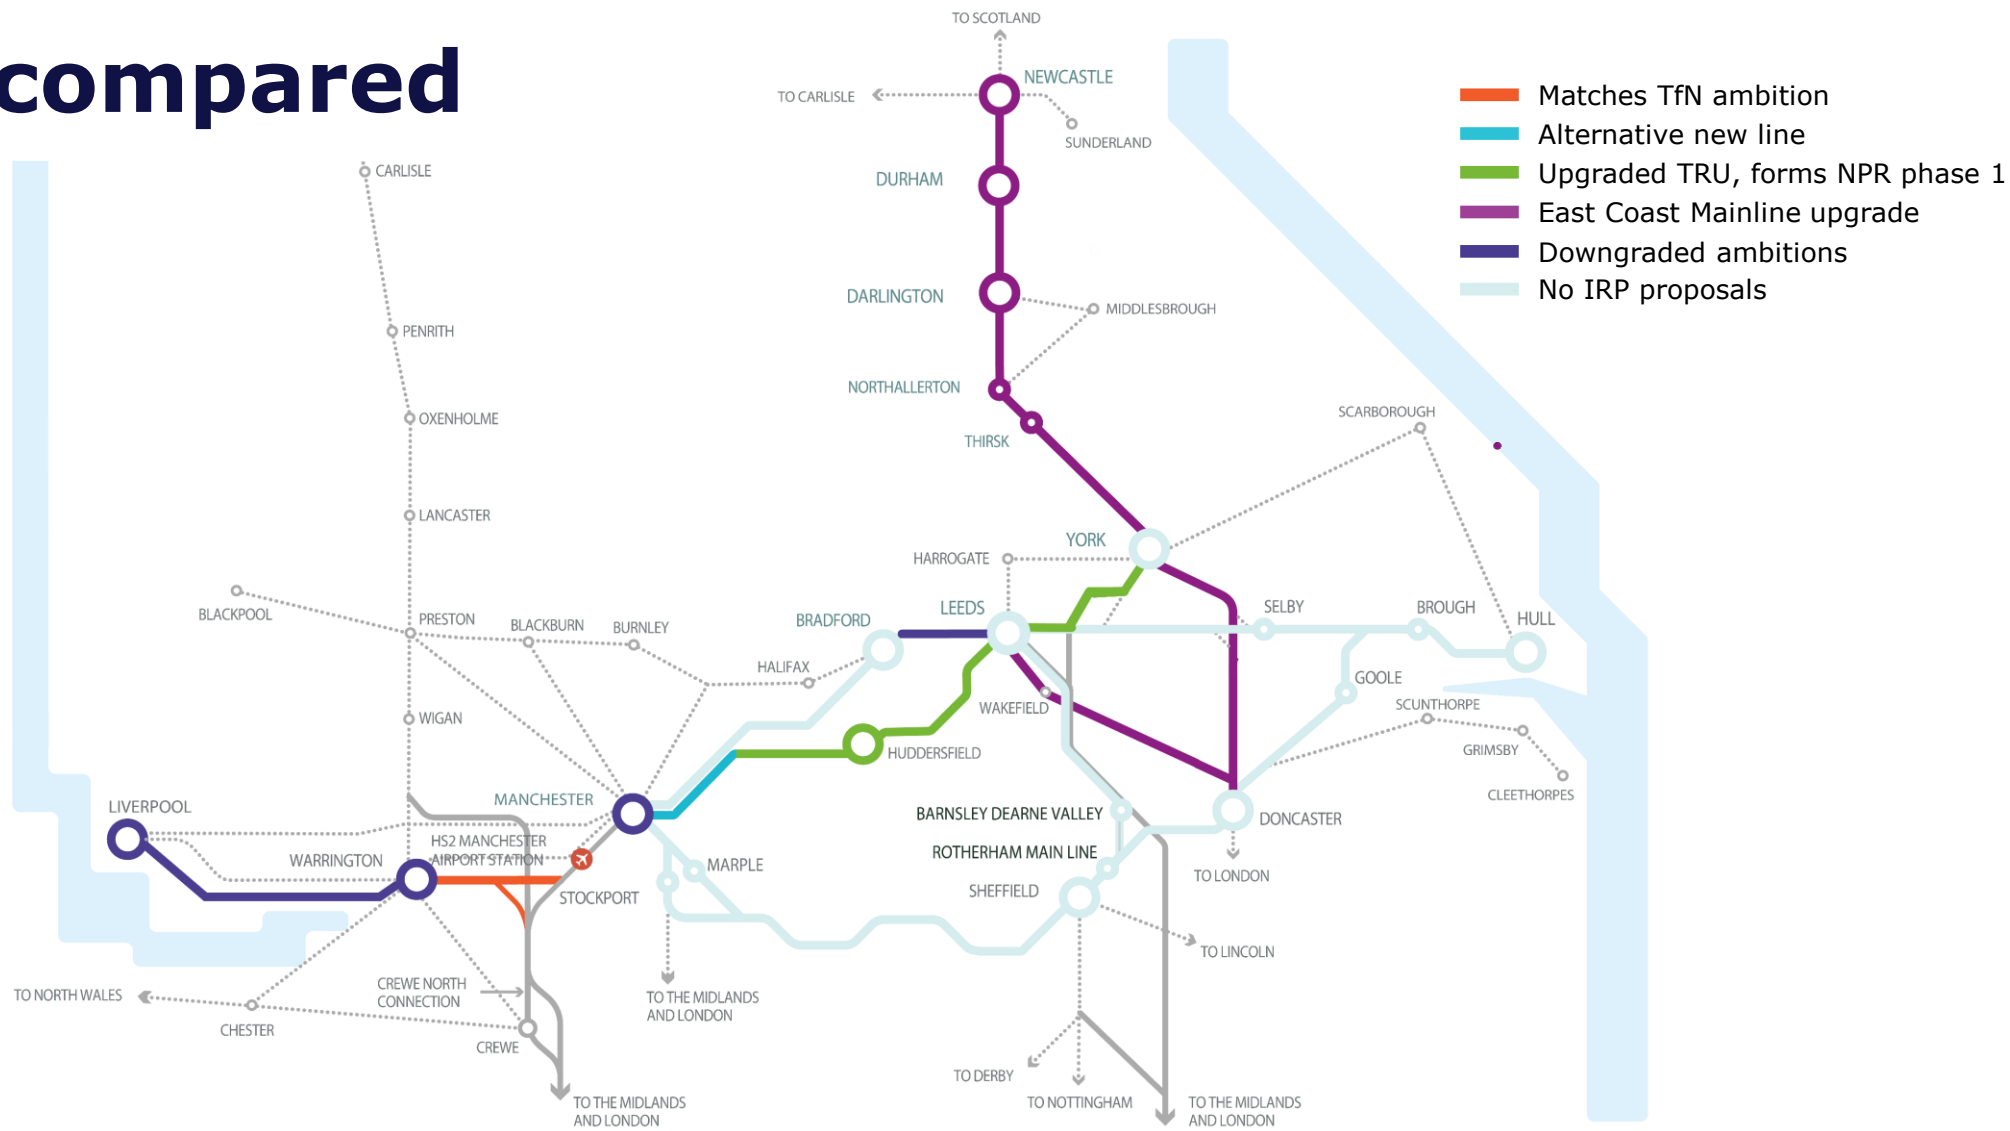 compared
Matches TfN ambition
Alternative new line
Upgraded TRU, forms NPR phase 1
East Coast Mainline upgrade
Downgraded ambitions
No IRP proposals
TO SCOTLAND
NEWCASTLE
TO CARLISLE
SUNDERLAND
DURHAM
CARLISLE
DARLINGTON
MIDDLESBROUGH
PENRITH
NORTHALLERTON
OXENHOLME
THIRSK
SCARBOROUGH
LANCASTER
YORK
HARROGATE
BLACKPOOL
PRESTON
BLACKBURN
BURNLEY
BRADFORD
LEEDS
SELBY
BROUGH
HULL
HALIFAX
GOOLE
WAKEFIELD
SCUNTHORPE
WIGAN
HUDDERSFIELD
GRIMSBY
CLEETHORPES
LIVERPOOL
MANCHESTER
BARNSLEY DEARNE VALLEY
DONCASTER
HS2 MANCHESTER
AIRPORT STATION
WARRINGTON
ROTHERHAM MAIN LINE
MARPLE
STOCKPORT
SHEFFIELD
TO LONDON
TO LINCOLN
CREWE NORTH
CONNECTION
TO NORTH WALES
TO THE MIDLANDS
AND LONDON
CHESTER
CREWE
TO DERBY
TO NOTTINGHAM
TO THE MIDLANDS
AND LONDON
TO THE MIDLANDS
AND LONDON